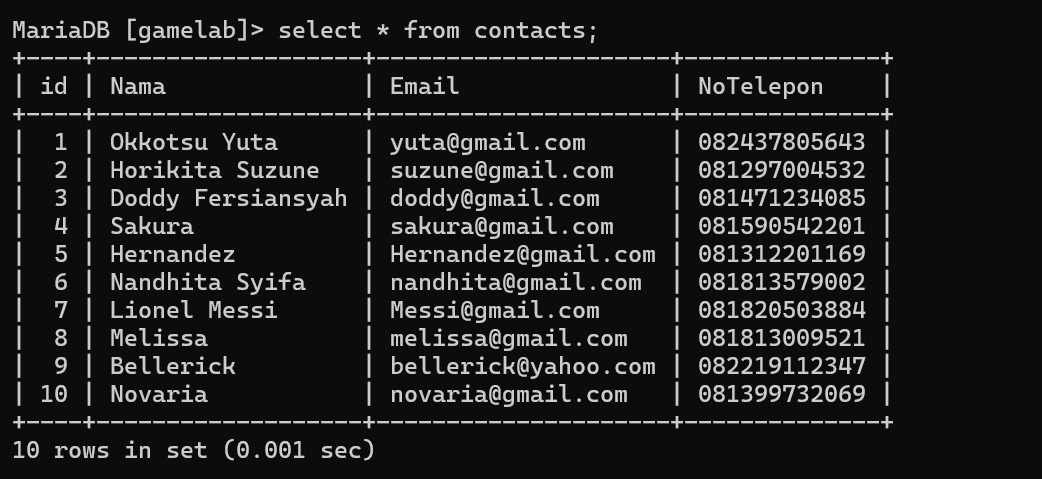 MariaDB [gamelab]> select * from contacts;
+----+-------------------+---------------------+--------------+
| id | Nama              | Email               | NoTelepon    |
+----+-------------------+---------------------+--------------+
|  1 | Okkotsu Yuta      | yuta@gmail.com      | 082437805643 |
|  2 | Horikita Suzune   | suzune@gmail.com    | 081297004532 |
|  3 | Doddy Fersiansyah | doddy@gmail.com     | 081471234085 |
|  4 | Sakura            | sakura@gmail.com    | 081590542201 |
|  5 | Hernandez         | Hernandez@gmail.com | 081312201169 |
|  6 | Nandhita Syifa    | nandhita@gmail.com  | 081813579002 |
|  7 | Lionel Messi      | Messi@gmail.com     | 081820503884 |
|  8 | Melissa           | melissa@gmail.com   | 081813009521 |
|  9 | Bellerick         | bellerick@yahoo.com | 082219112347 |
| 10 | Novaria           | novaria@gmail.com   | 081399732069 |
+----+-------------------+---------------------+--------------+
10 rows in set (0.001 sec)